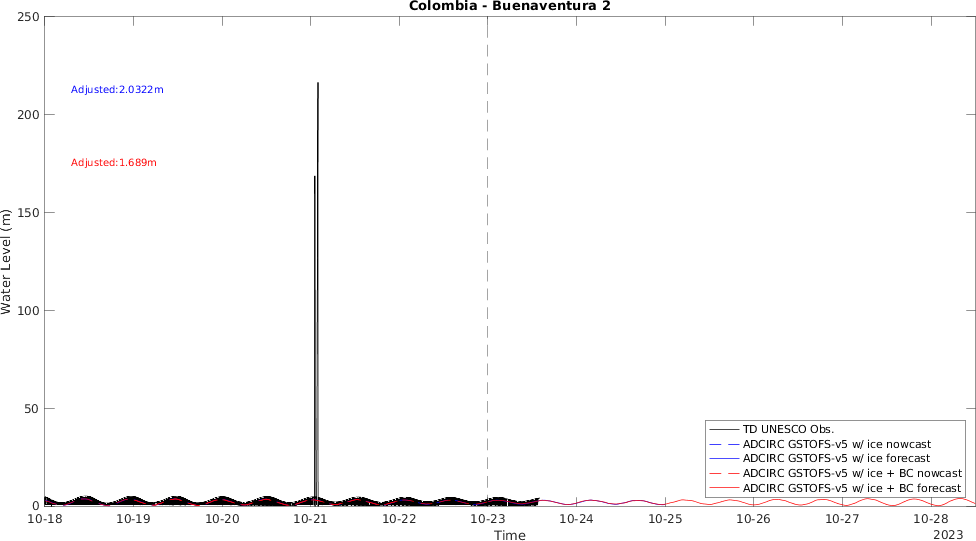 Colombia - Buenaventura 2
250
200
150
100
50
0
Water Level (m)
Adjusted:2.0322m
Adjusted:1.689m
TD UNESCO Obs.
ADCIRC GSTOFS-v5 w/ ice nowcast
ADCIRC GSTOFS-v5 w/ ice forecast
ADCIRC GSTOFS-v5 w/ ice + BC nowcast
ADCIRC GSTOFS-v5 w/ ice + BC forecast
10-18 10-19 10-20 10-21 10-22 10-23 10-24 10-25 10-26 10-27 10-28
2023
Time